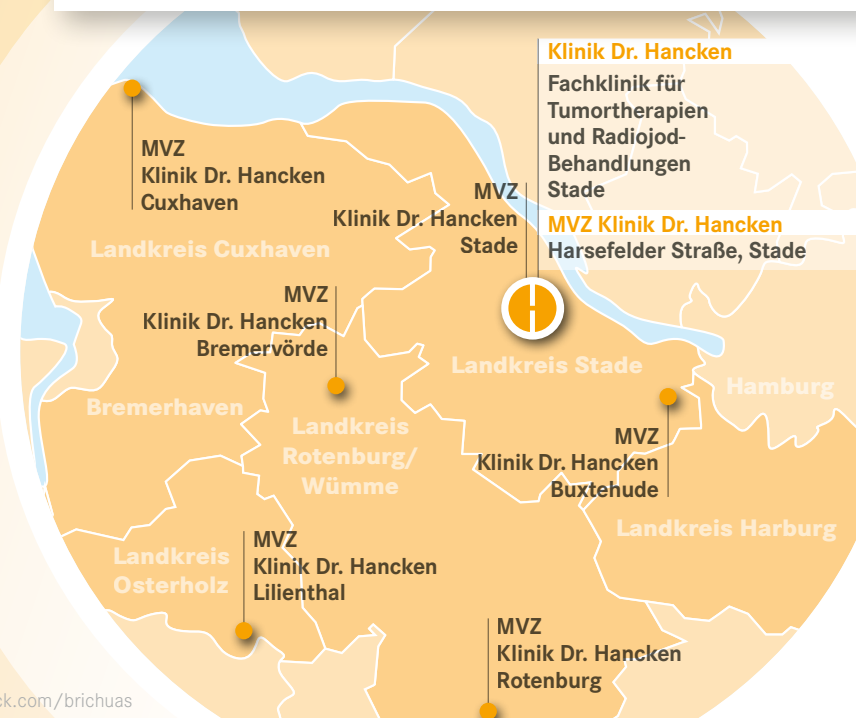 Klinik Dr. Hancken
Fachklinik für
Tumortherapien
und Radiojod-
Behandlungen
Stade
MVZ Klinik Dr. Hancken
Harsefelder Straße, Stade
MVZ
Klinik Dr. Hancken
Cuxhaven
MVZ
Klinik Dr. Hancken
Stade
Landkreis Cuxhaven
MVZ
Klinik Dr. Hancken
Bremervörde
Landkreis Stade
Hamburg
Bremerhaven
Landkreis
Rotenburg/
Wümme
MVZ
Klinik Dr. Hancken
Buxtehude
Landkreis Harburg
Landkreis
Osterholz
MVZ
Klinik Dr. Hancken
Lilienthal
MVZ
Klinik Dr. Hancken
Rotenburg
ck.com/brichuas